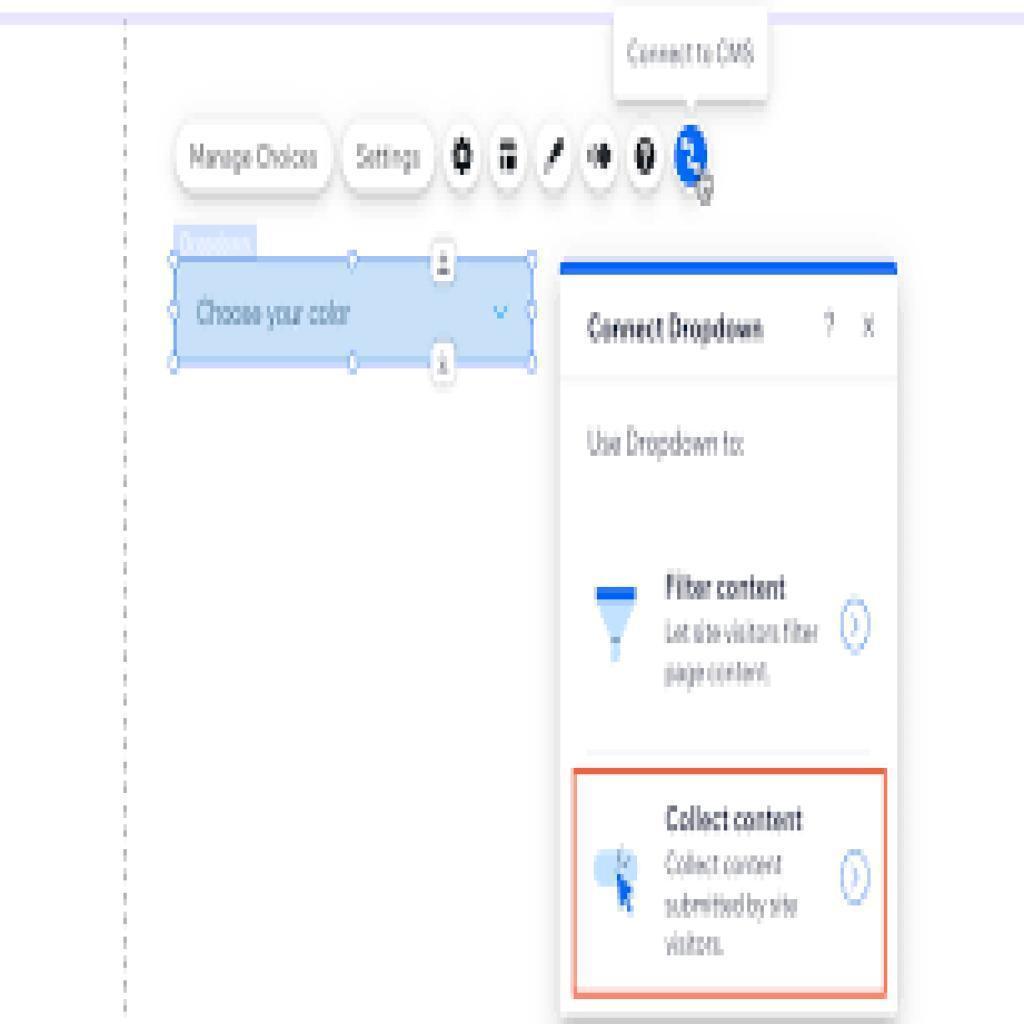 Connect to CMS
Manage Choices Settings
Dropdown
Choose your color
Connect Dropdown ? X
Use Dropdown to:
Filter content
Let site visitors filter
page content.
Collect content
Collect content
submitted by site
visitors.